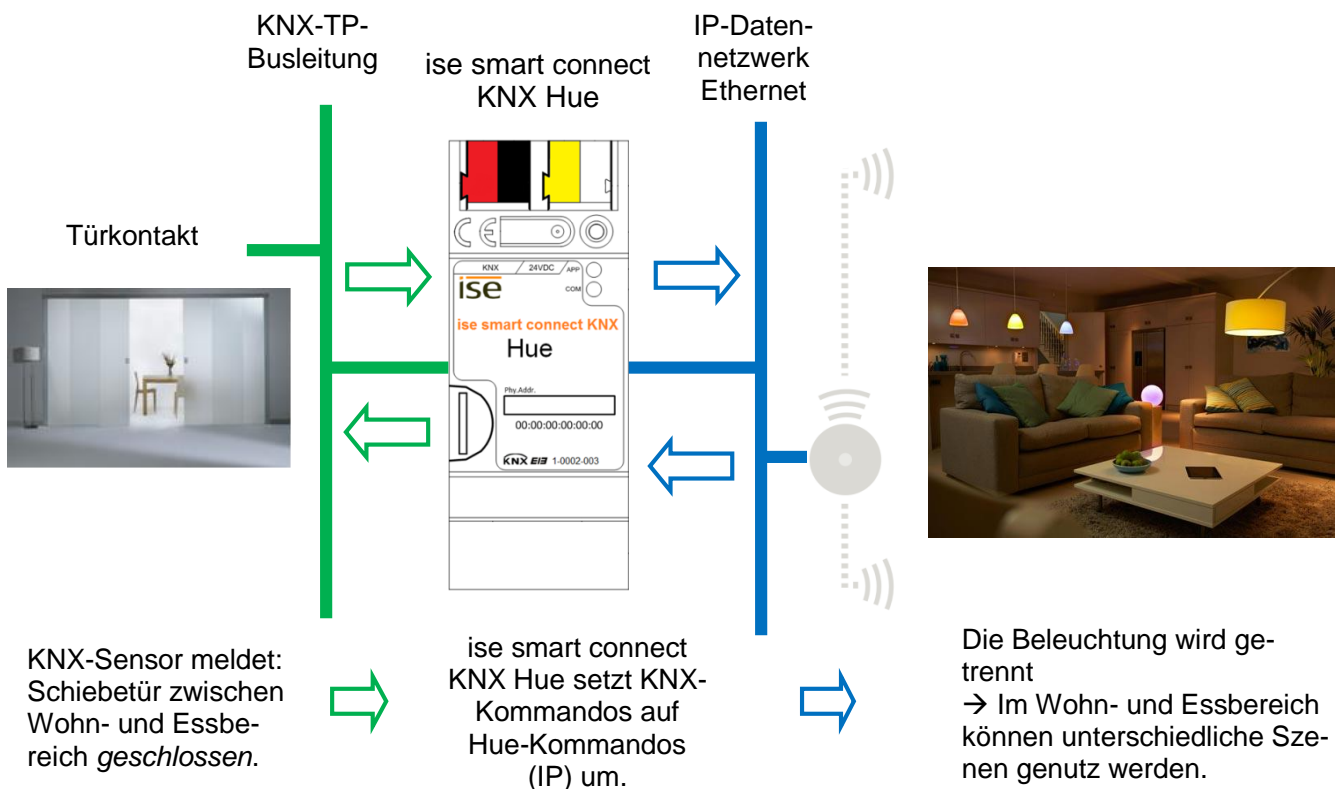 KNX-TP-
Busleitung
ise smart connect
KNX Hue
IP-Daten-
netzwerk
Ethernet
Türkontakt
CE
KNX / 24VDC / APP
COM
ise
ise smart connect KNX
Hue
Phy.Addr.
00:00:00:00:00:00
KNX EIB 1-0002-003
KNX-Sensor meldet:
Schiebetür zwischen
Wohn- und Essbe-
reich geschlossen.
ise smart connect
KNX Hue setzt KNX-
Kommandos auf
Hue-Kommandos
(IP) um.
Die Beleuchtung wird ge-
trennt
→ Im Wohn- und Essbereich
können unterschiedliche Sze-
nen genutz werden.